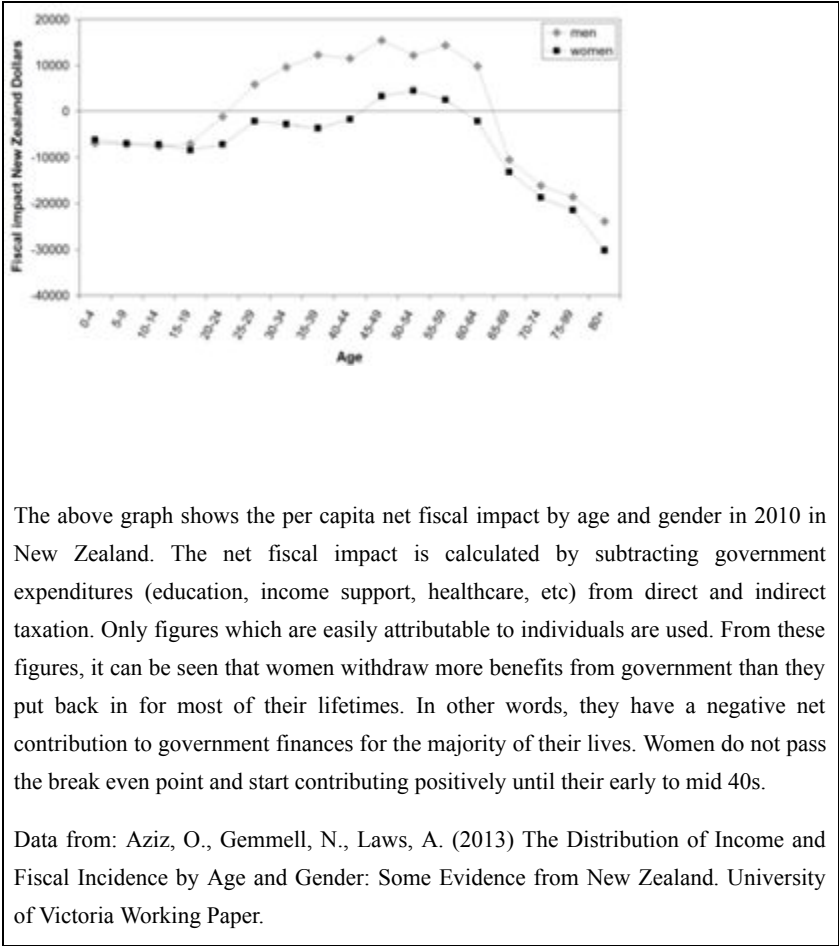 20000
men
women
10000
0
-10000
-20000
-30000
-40000
Fiscal impact New Zealand Dollars
0-4 5-9 10-14 15-19 20-24 25-29 30-34 35-39 40-44 45-49 50-54 55-59 60-64 65-69 70-74 75-99 80+
Age
The above graph shows the per capita net fiscal impact by age and gender in 2010 in
New Zealand. The net fiscal impact is calculated by subtracting government
expenditures (education, income support, healthcare, etc) from direct and indirect
taxation. Only figures which are easily attributable to individuals are used. From these
figures, it can be seen that women withdraw more benefits from government than they
put back in for most of their lifetimes. In other words, they have a negative net
contribution to government finances for the majority of their lives. Women do not pass
the break even point and start contributing positively until their early to mid 40s.
Data from: Aziz, O., Gemmell, N., Laws, A. (2013) The Distribution of Income and
Fiscal Incidence by Age and Gender: Some Evidence from New Zealand. University
of Victoria Working Paper.